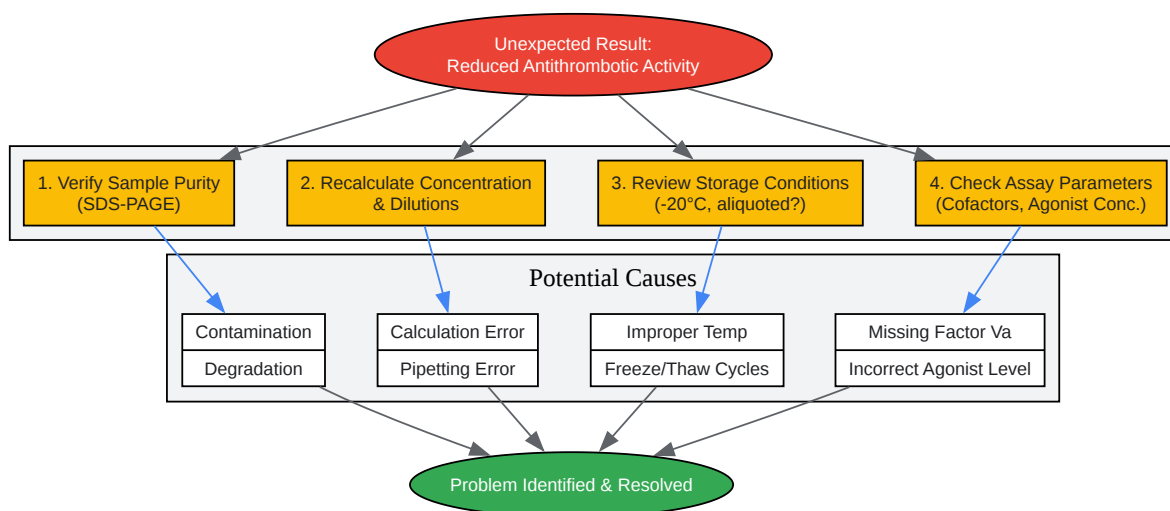 Unexpected Result:
Reduced Antithrombotic Activity
1. Verify Sample Purity
(SDS-PAGE)
2. Recalculate Concentration
& Dilutions
3. Review Storage Conditions
(-20°C, aliquoted?)
4. Check Assay Parameters
(Cofactors, Agonist Conc.)
Potential Causes
Contamination
Degradation
Calculation Error
Pipetting Error
Improper Temp
Freeze/Thaw Cycles
Missing Factor Va
Incorrect Agonist Level
Problem Identified & Resolved